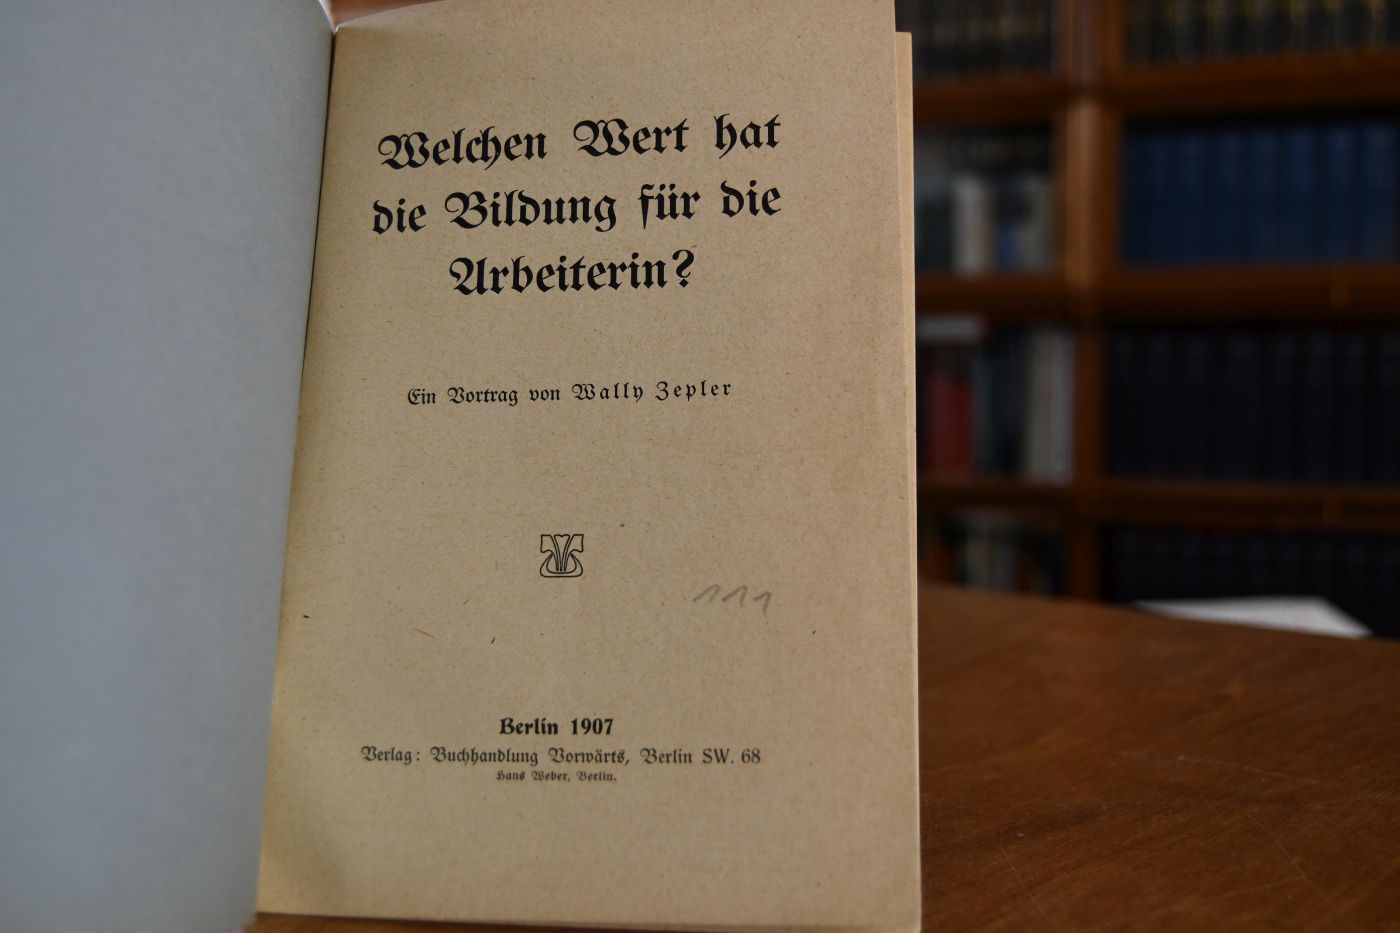 Welchen Wert hat
die Bildung für die
Arbeiterin?
Ein Vortrag von Wally Zepler
111
Berlin 1907
Verlag: Buchhandlung Vorwärts, Berlin SW. 68
Hans Weber, Berlin.